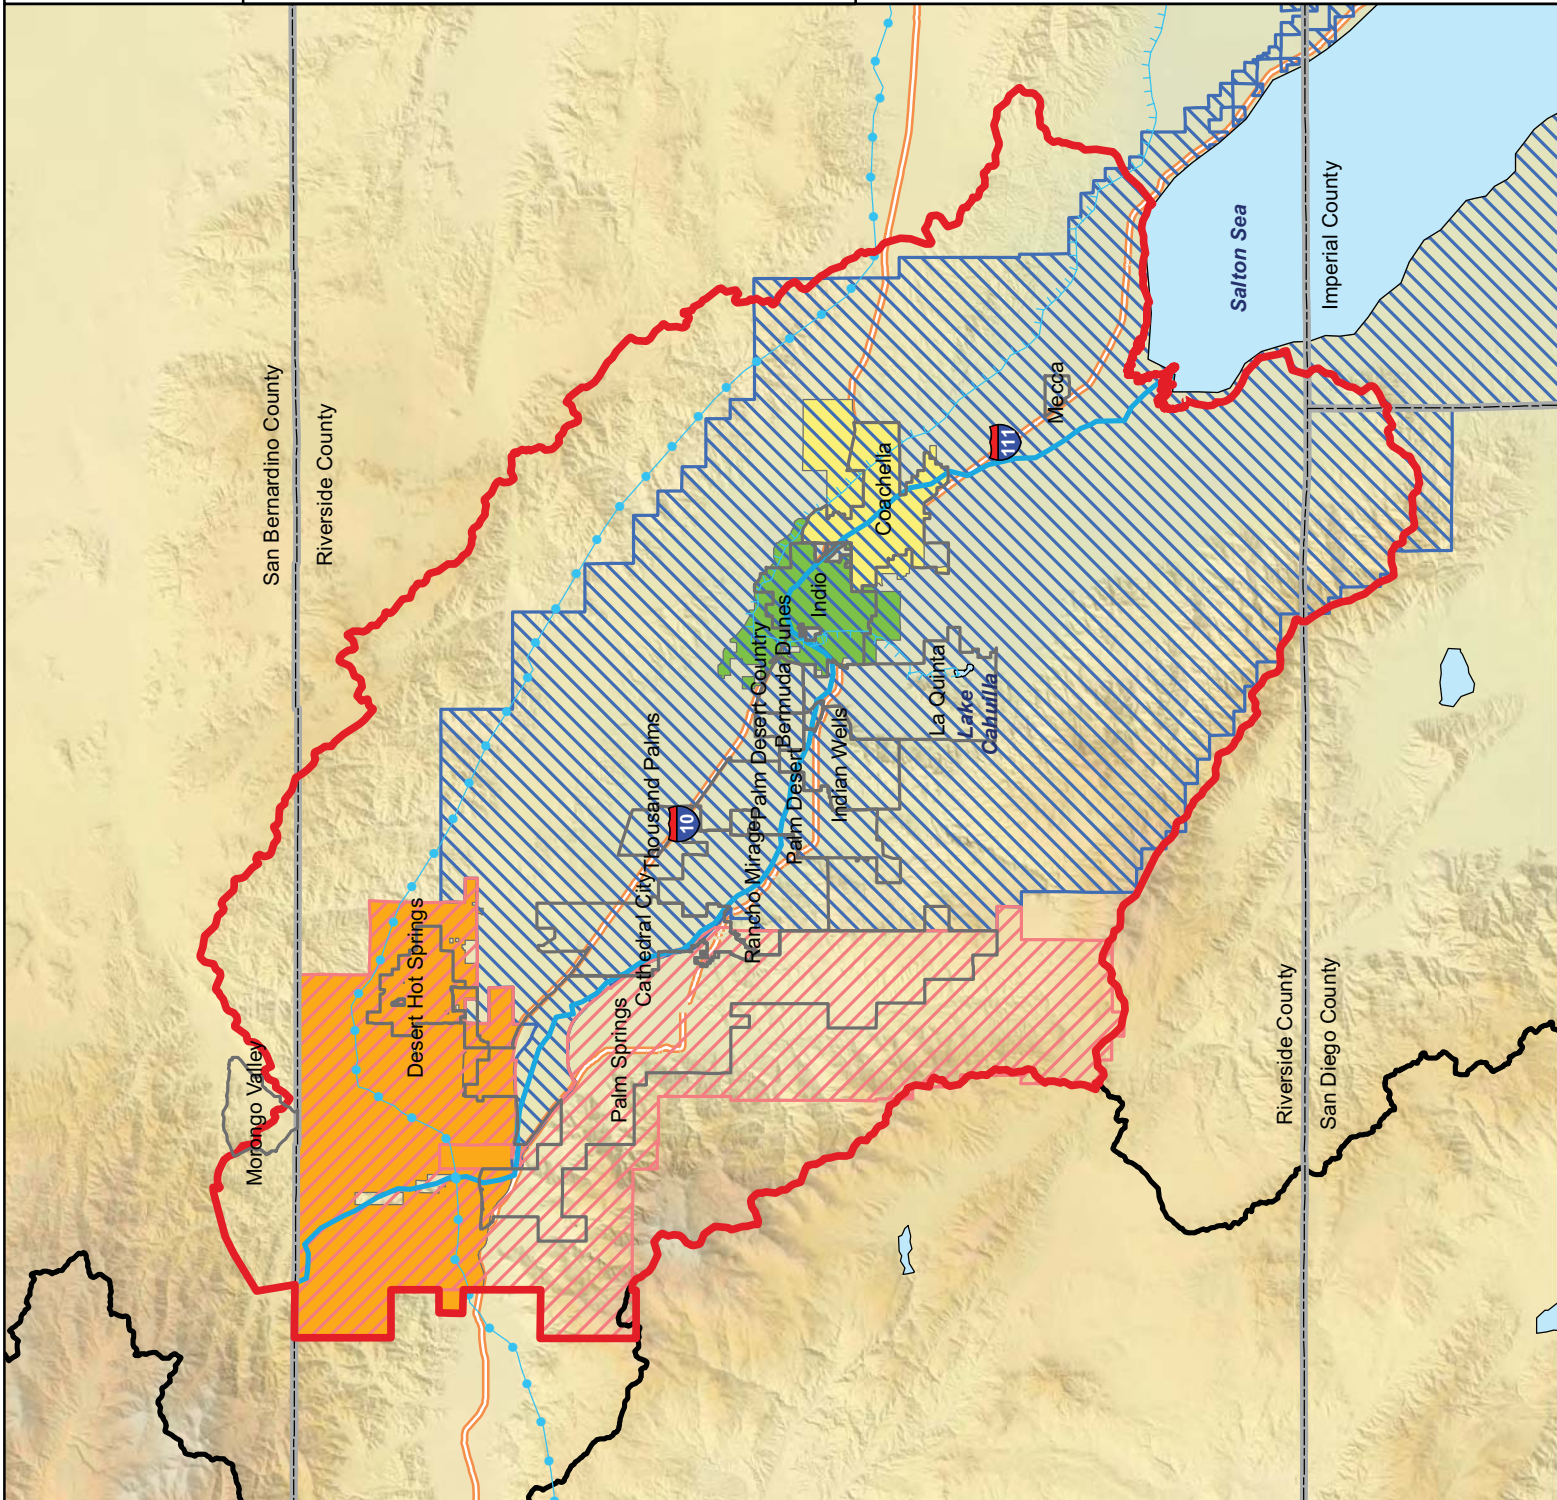 San Bernardino County
Riverside County
Morongo Valley
Desert Hot Springs
Thousand Palms
Cathedral City
Palm Springs
10
Rancho Mirage
Palm Desert Country
Bermuda Dunes
Palm Desert
Indio
Indian Wells
Coachella
La Quinta
Lake
Cahuilla
111
Mecca
Salton Sea
Imperial County
Riverside County
San Diego County